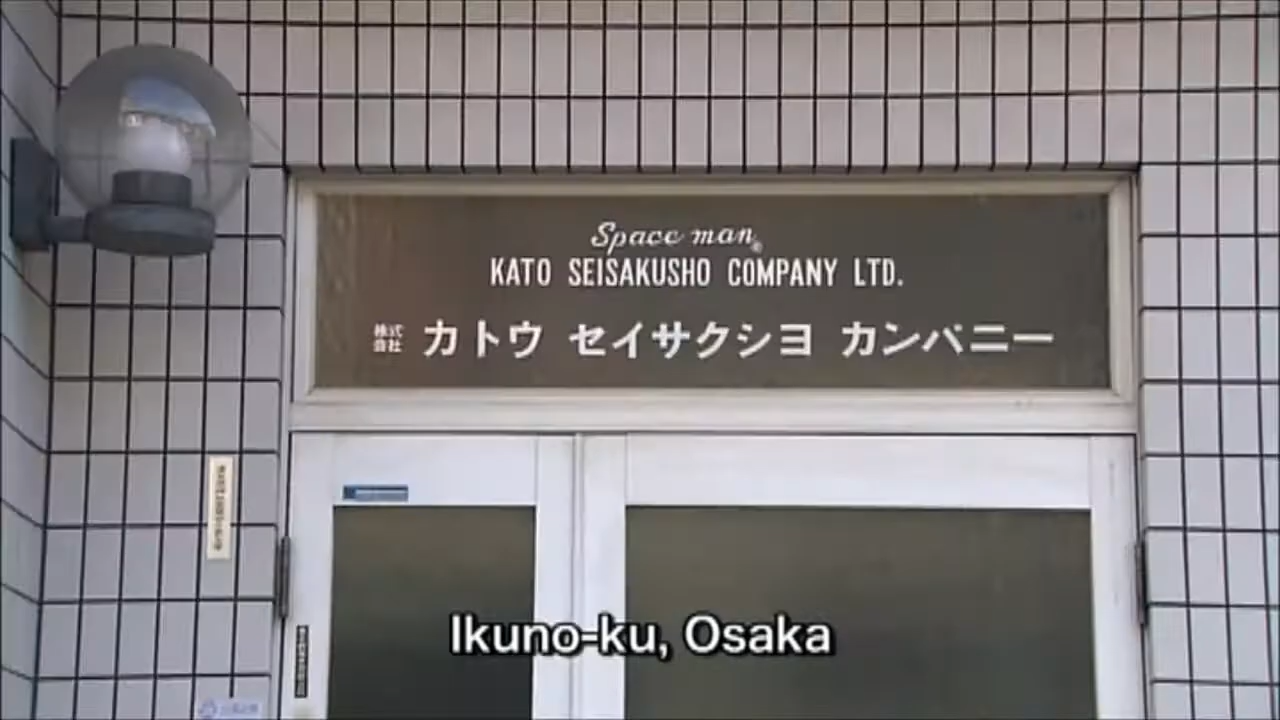 Space man®
KATO SEISAKUSHO COMPANY LTD.
株式会社 カトウ セイサクシヨ カンパニー
Ikuno-ku, Osaka